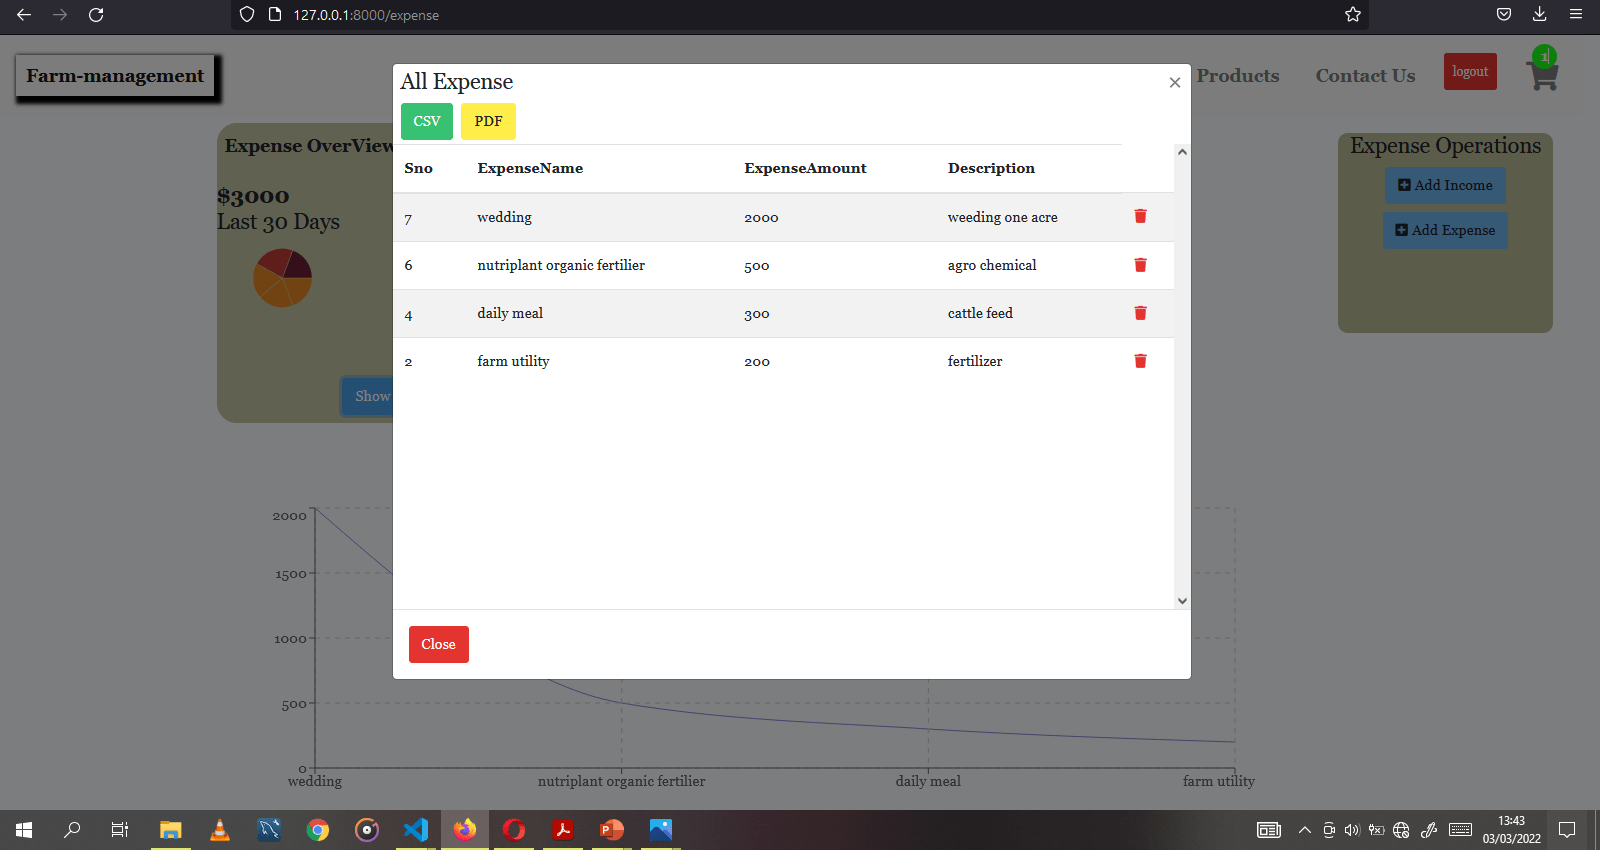 127.0.0.1:8000/expense
Farm-management
Products
Contact Us
logout
1
Expense OverView
$3000
Last 30 Days
Show
All Expense
×
CSV
PDF
Sno ExpenseName ExpenseAmount Description
7 wedding 2000 weeding one acre
6 nutriplant organic fertilier 500 agro chemical
4 daily meal 300 cattle feed
2 farm utility 200 fertilizer
Close
Expense Operations
Add Income
Add Expense
2000
1500
1000
500
0
wedding nutriplant organic fertilier daily meal farm utility
13:43
03/03/2022